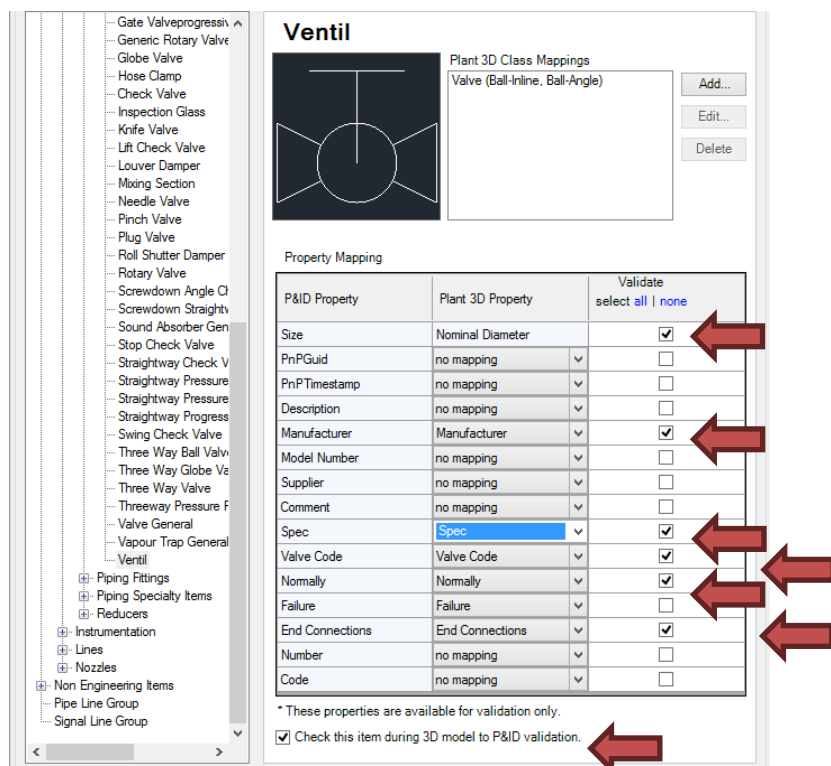 Gate Valveprogressiv
Generic Rotary Valve
Globe Valve
Hose Clamp
Check Valve
Inspection Glass
Knife Valve
Lift Check Valve
Louver Damper
Mixing Section
Needle Valve
Pinch Valve
Plug Valve
Roll Shutter Damper
Rotary Valve
Screwdown Angle Ch
Screwdown Straightw
Sound Absorber Gen
Stop Check Valve
Straightway Check V
Straightway Pressure
Straightway Pressure
Straightway Progress
Swing Check Valve
Three Way Ball Valv
Three Way Globe Va
Three Way Valve
Threeway Pressure F
Valve General
Vapour Trap General
Ventil
Piping Fittings
Piping Specialty Items
Reducers
Instrumentation
Lines
Nozzles
Non Engineering Items
Pipe Line Group
Signal Line Group
Ventil
Plant 3D Class Mappings
Valve (Ball-Inline, Ball-Angle)
Add...
Edit...
Delete
Property Mapping
P&ID Property Plant 3D Property Validate
select all | none
Size Nominal Diameter
PnPGuid no mapping
PnPTimestamp no mapping
Description no mapping
Manufacturer Manufacturer
Model Number no mapping
Supplier no mapping
Comment no mapping
Spec Spec
Valve Code Valve Code
Normally Normally
Failure Failure
End Connections End Connections
Number no mapping
Code no mapping
* These properties are available for validation only.
Check this item during 3D model to P&ID validation.